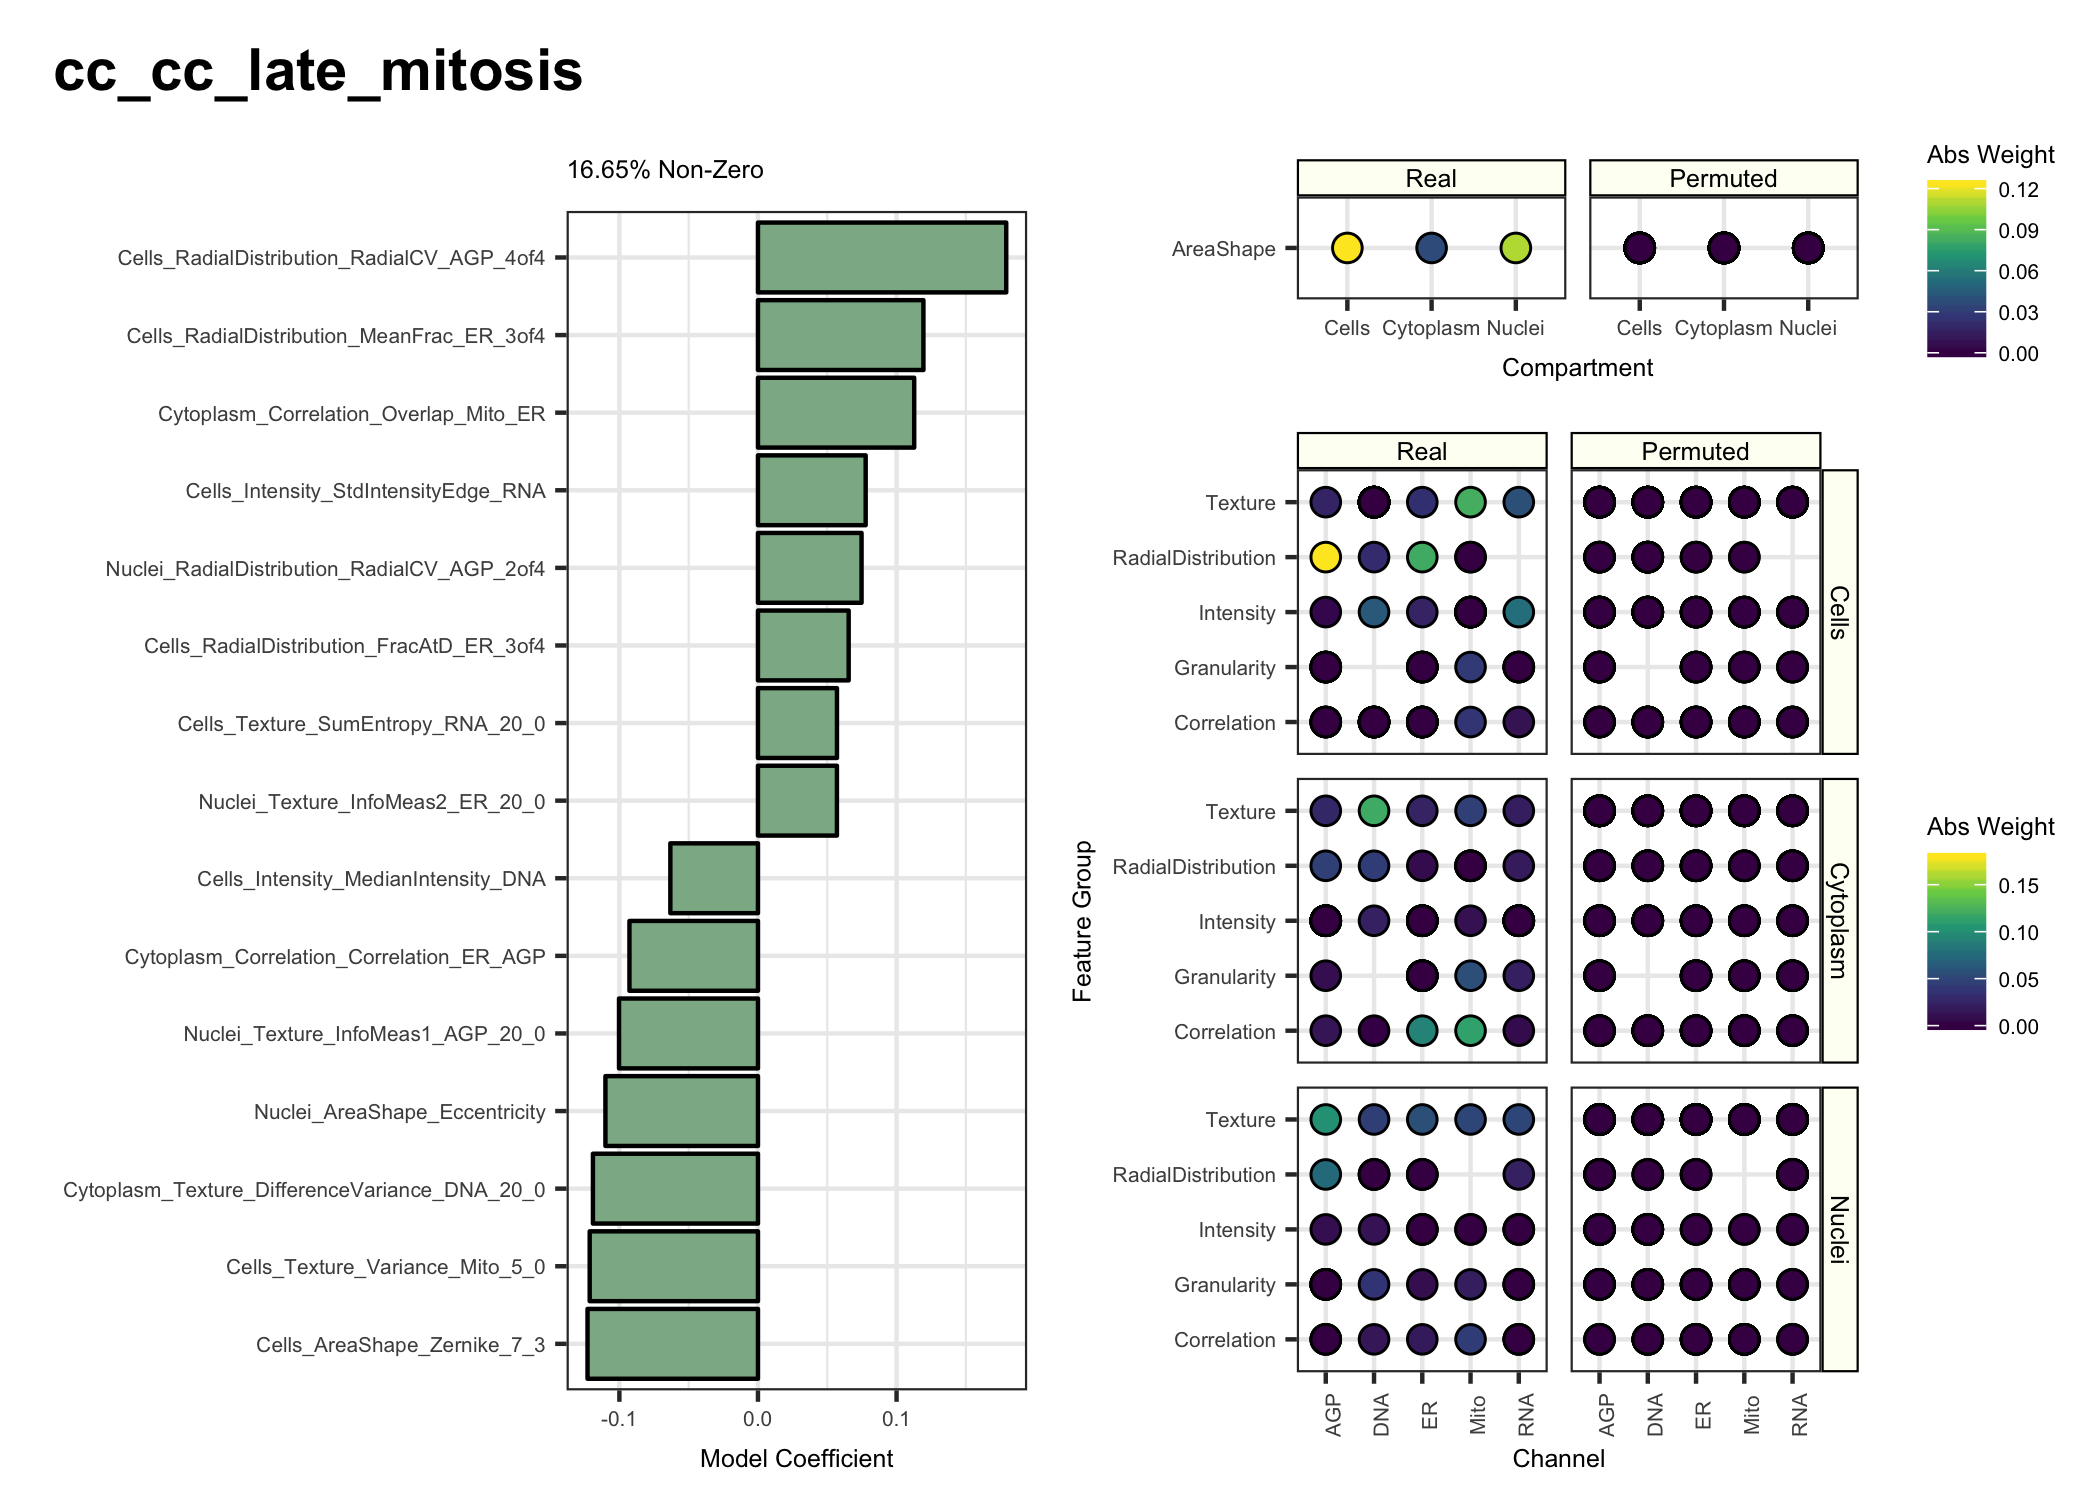 cc_cc_late_mitosis
16.65% Non-Zero
Cells_RadialDistribution_RadialCV_AGP_4of4
Cells_RadialDistribution_MeanFrac_ER_3of4
Cytoplasm_Correlation_Overlap_Mito_ER
Cells_Intensity_StdIntensityEdge_RNA
Nuclei_RadialDistribution_RadialCV_AGP_2of4
Cells_RadialDistribution_FracAtD_ER_3of4
Cells_Texture_SumEntropy_RNA_20_0
Nuclei_Texture_InfoMeas2_ER_20_0
Cells_Intensity_MedianIntensity_DNA
Cytoplasm_Correlation_Correlation_ER_AGP
Nuclei_Texture_InfoMeas1_AGP_20_0
Nuclei_AreaShape_Eccentricity
Cytoplasm_Texture_DifferenceVariance_DNA_20_0
Cells_Texture_Variance_Mito_5_0
Cells_AreaShape_Zernike_7_3
-0.1 0.0 0.1
Model Coefficient
Real Permuted
AreaShape
Cells Cytoplasm Nuclei Cells Cytoplasm Nuclei
Compartment
Abs Weight
0.12
0.09
0.06
0.03
0.00
Feature Group
Real Permuted
Texture
RadialDistribution
Intensity
Granularity
Correlation
Cells
Texture
RadialDistribution
Intensity
Granularity
Correlation
Cytoplasm
Texture
RadialDistribution
Intensity
Granularity
Correlation
Nuclei
AGP DNA ER Mito RNA AGP DNA ER Mito RNA
Channel
Abs Weight
0.15
0.10
0.05
0.00